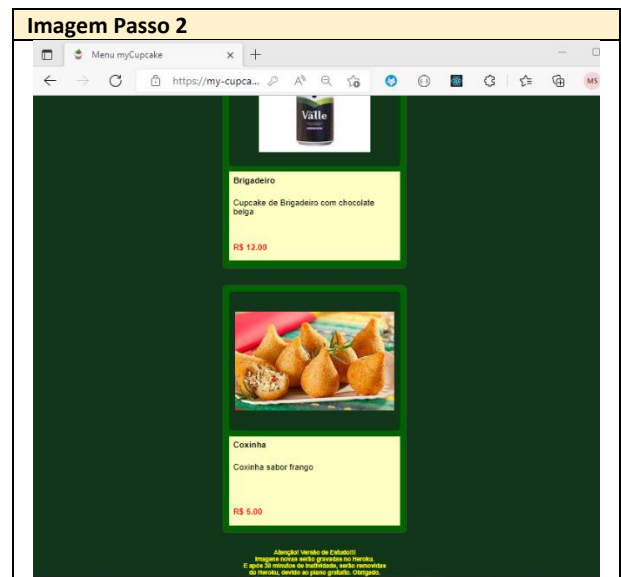 Imagem Passo 2
Menu myCupcake
https://my-cupca...
MS
Valle
Brigadeiro
Cupcake de Brigadeiro com chocolate
belga
R$ 12.00
Coxinha
Coxinha sabor frango
R$ 5.00
Atenção! Versão de Estudo!!!
Imagens novas serão gravadas no Heroku.
E após 30 minutos de inatividade, serão removidas
do Heroku, devido ao plano gratuito. Obrigado.